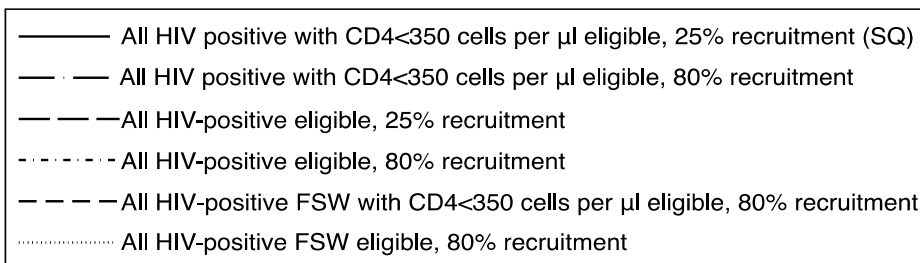 All HIV positive with CD4<350 cells per µl eligible, 25% recruitment (SQ)
All HIV positive with CD4<350 cells per µl eligible, 80% recruitment
All HIV-positive eligible, 25% recruitment
All HIV-positive eligible, 80% recruitment
All HIV-positive FSW with CD4<350 cells per µl eligible, 80% recruitment
All HIV-positive FSW eligible, 80% recruitment